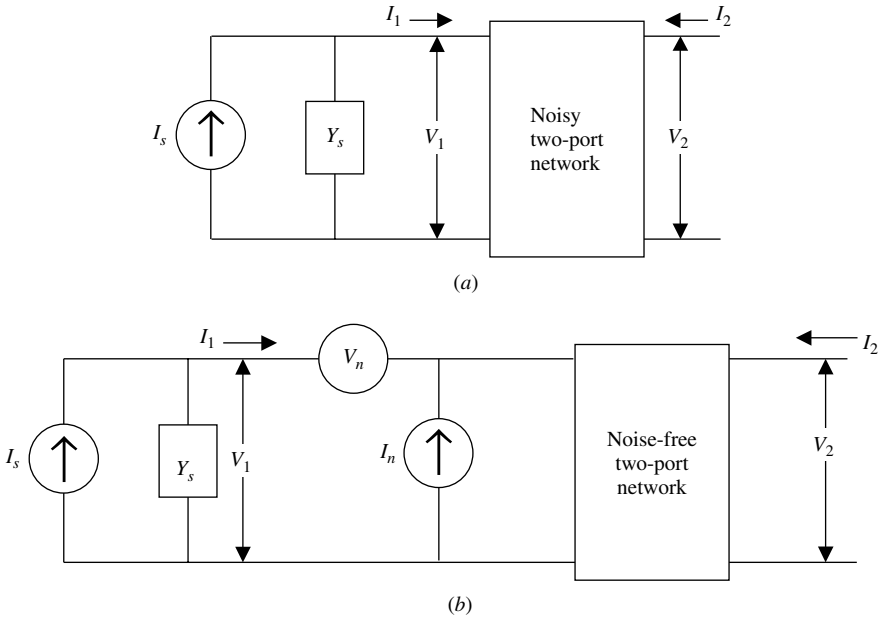 I₁ I₂
Iₛ
Yₛ
V₁
Noisy
two-port
network
V₂
(a)
I₁
Vₙ
I₂
Iₛ
Yₛ
V₁
Iₙ
Noise-free
two-port
network
V₂
(b)